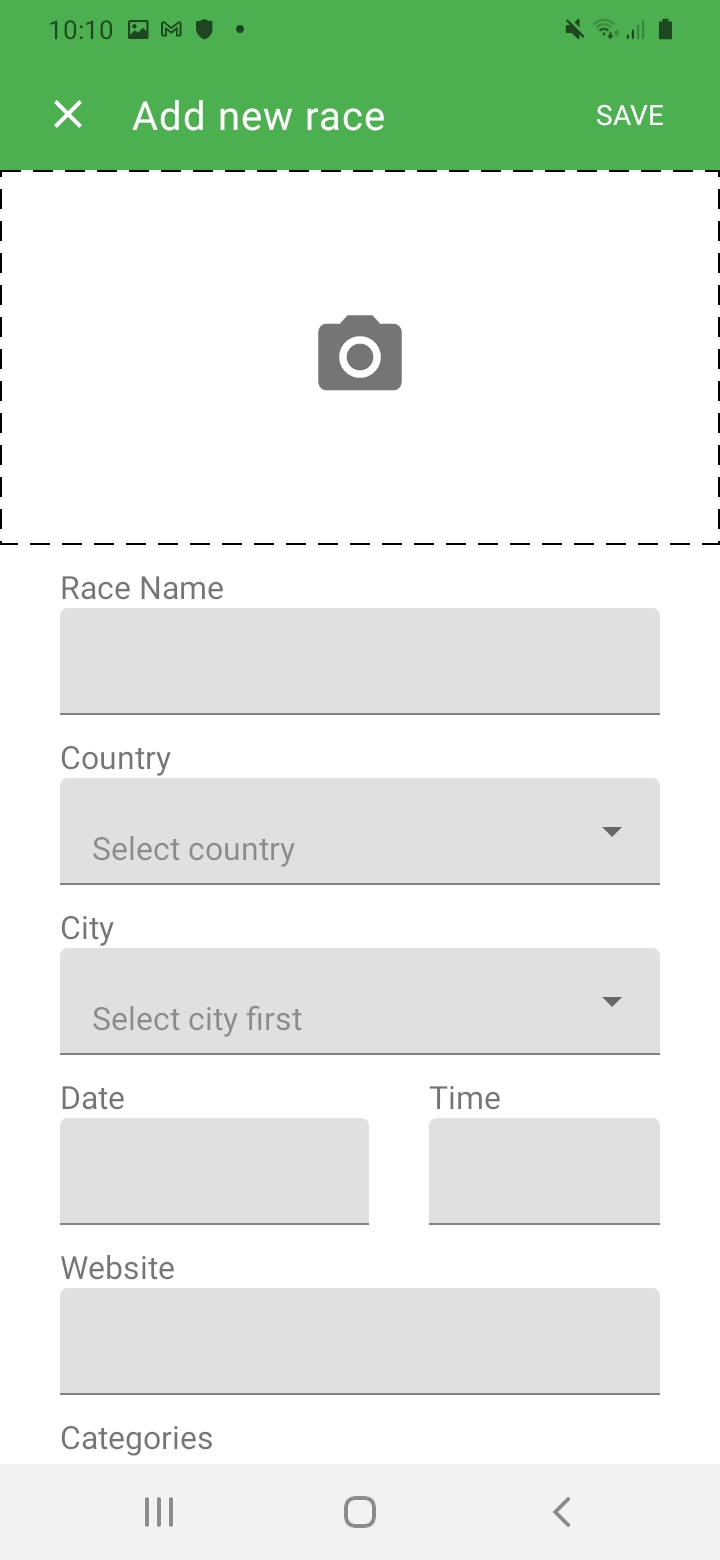 10:10
Add new race
SAVE
Race Name
Country
Select country
City
Select city first
Date
Time
Website
Categories